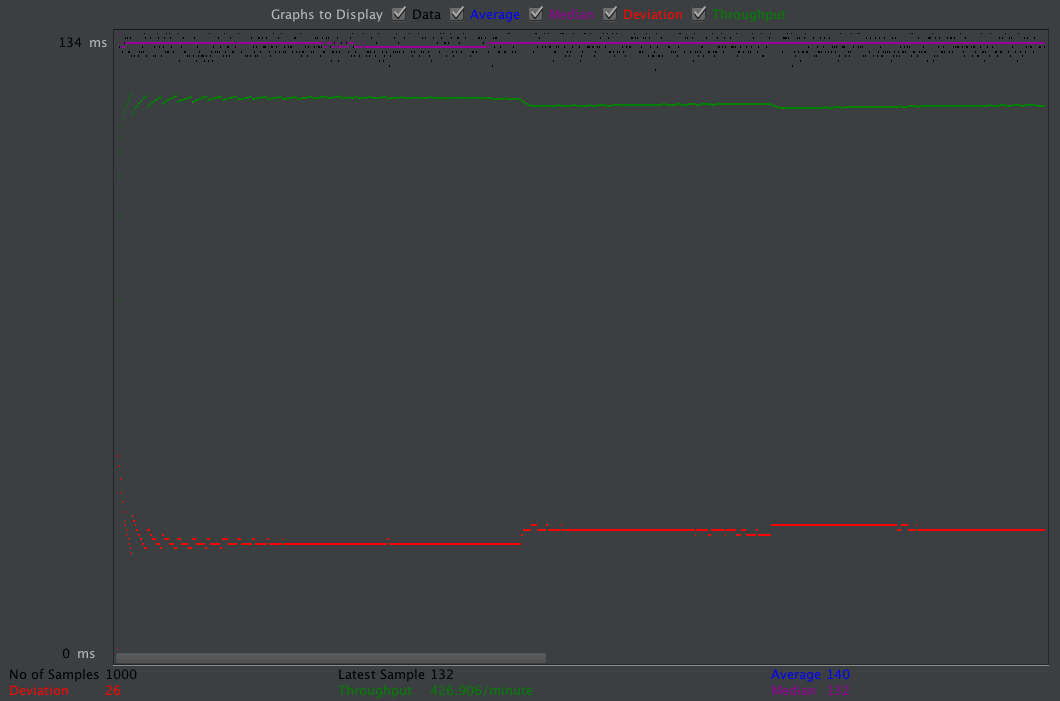 Graphs to Display Data Average Median Deviation Throughput
134 ms
0 ms
No of Samples 1000 Latest Sample 132 Average 140
Deviation 26 Throughput 426.906/minute Median 132